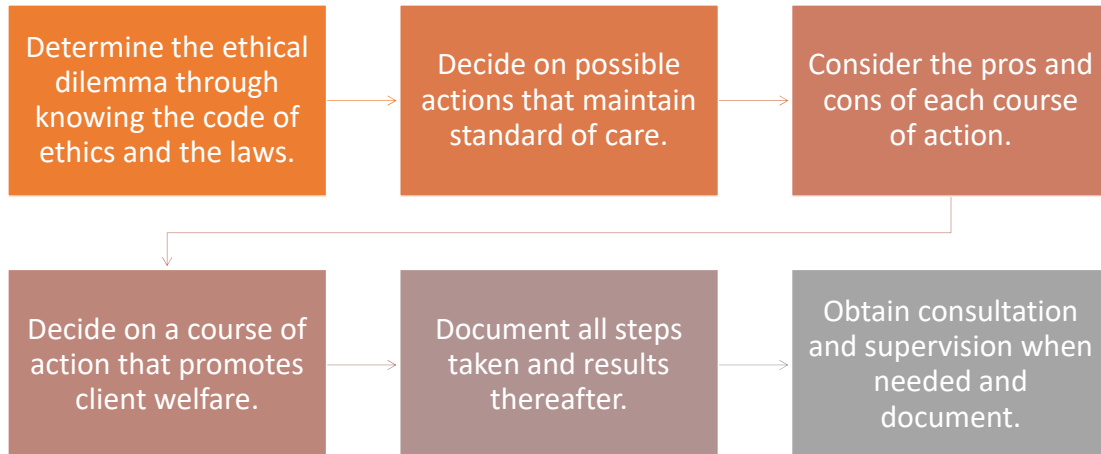 Determine the ethical
dilemma through
knowing the code of
ethics and the laws.
Decide on possible
actions that maintain
standard of care.
Consider the pros and
cons of each course
of action.
Decide on a course of
action that promotes
client welfare.
Document all steps
taken and results
thereafter.
Obtain consultation
and supervision when
needed and
document.